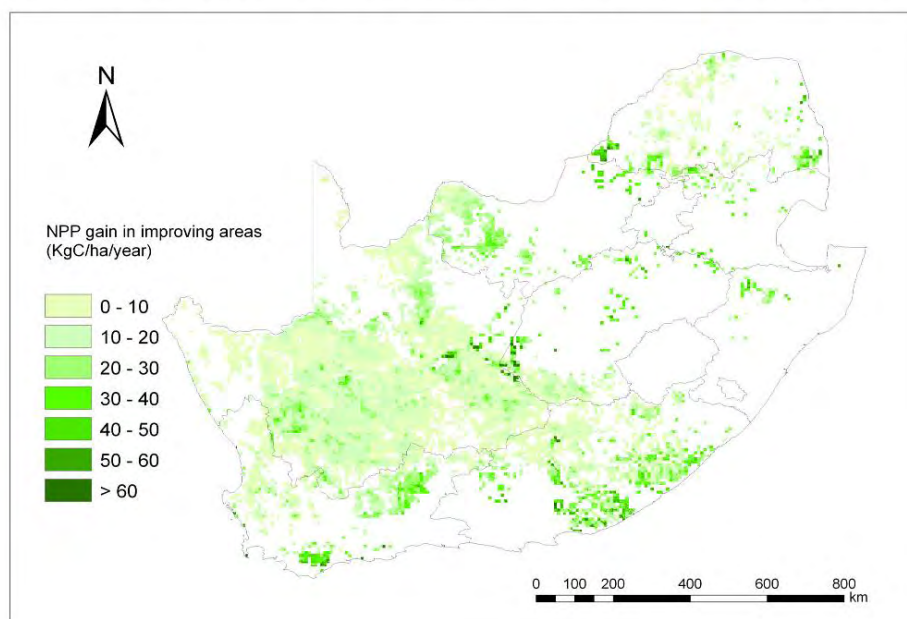 N
NPP gain in improving areas
(KgC/ha/year)
0 - 10
10 - 20
20 - 30
30 - 40
40 - 50
50 - 60
> 60
0 100 200 400 600 800
km